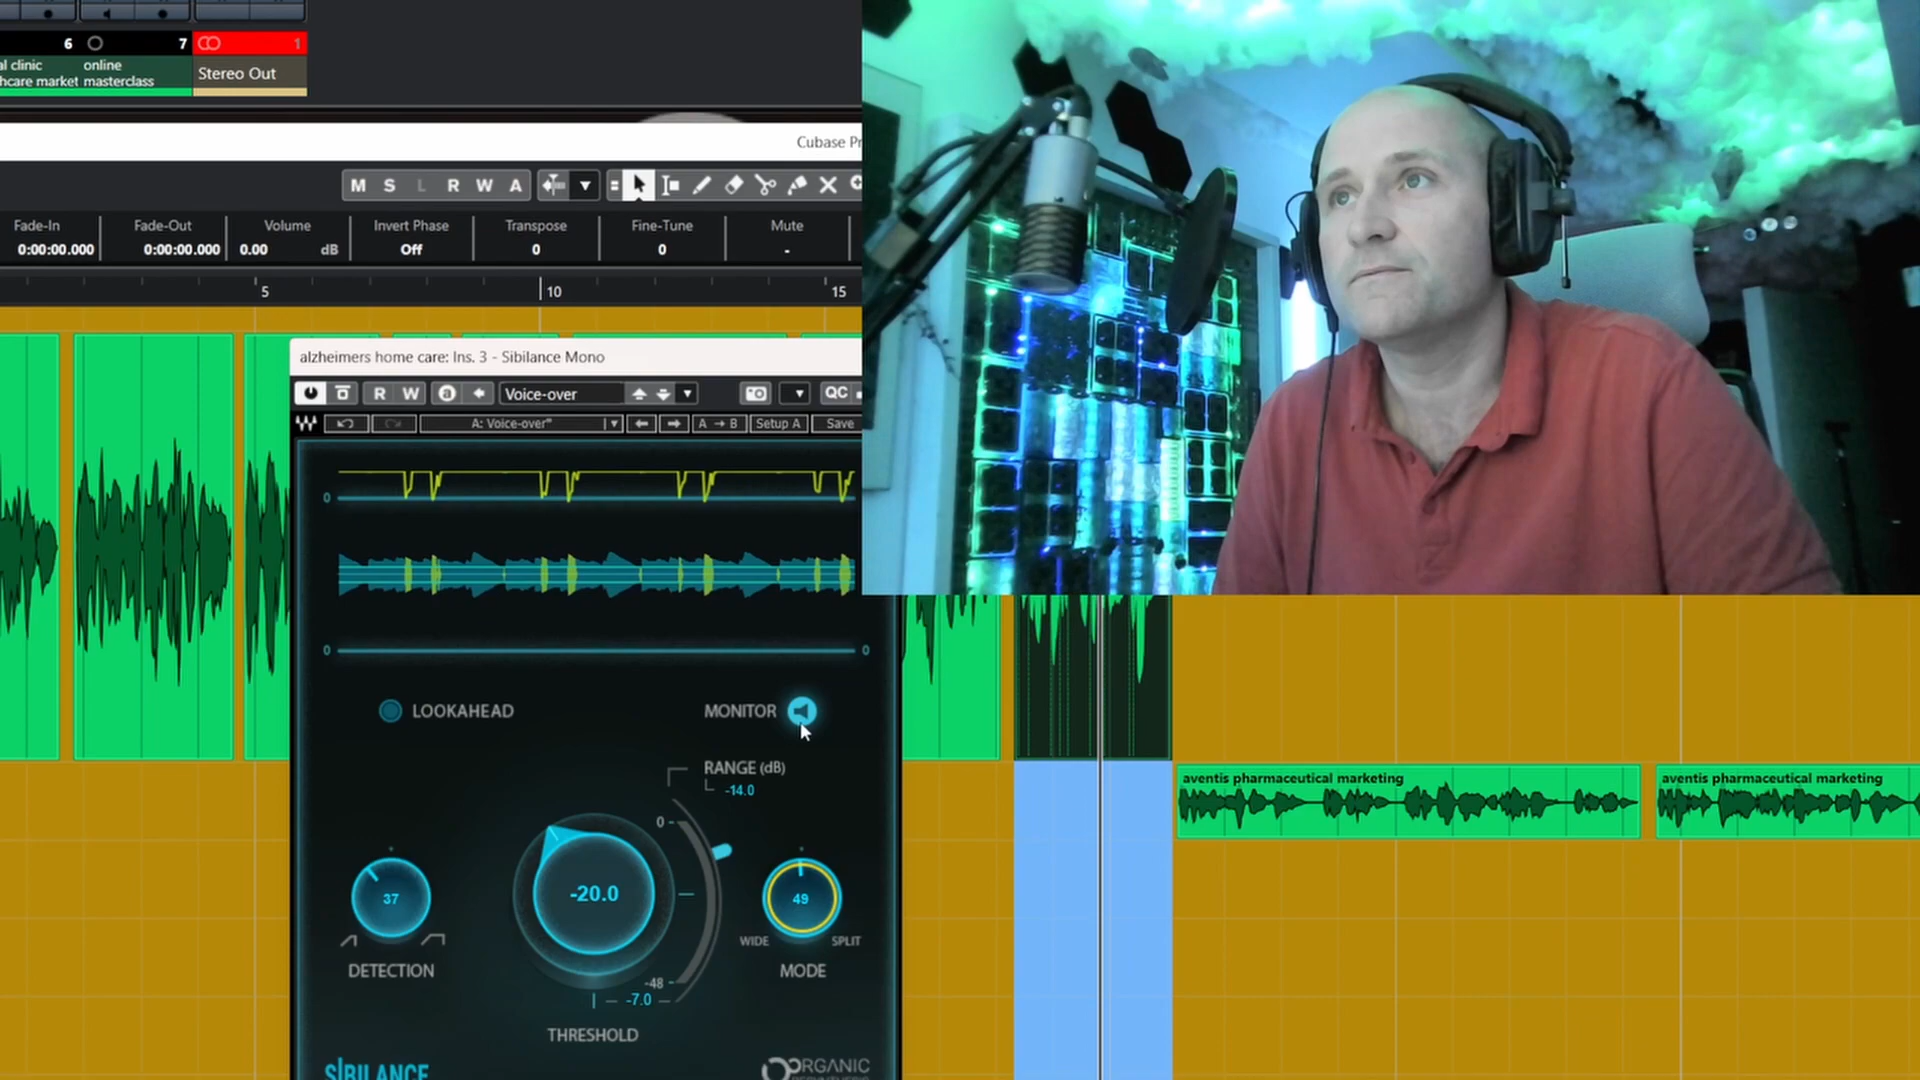 6
7
1
al clinic
online
hcare market
masterclass
Stereo Out
Cubase Pr
M S L R W A
Fade-In
Fade-Out
Volume
Invert Phase
Transpose
Fine-Tune
Mute
0:00:00.000
0:00:00.000
0.00 dB
Off
0
0
-
5
10
15
alzheimers home care: Ins. 3 - Sibilance Mono
R W
a
Voice-over
QC
A: Voice-over*
A → B
Setup A
Save
0
0
0
LOOKAHEAD
MONITOR
RANGE (dB)
-14.0
0
aventis pharmaceutical marketing
aventis pharmaceutical marketing
37
-20.0
49
WIDE
SPLIT
DETECTION
MODE
-48
-7.0
THRESHOLD
SIBILANCE
ORGANIC